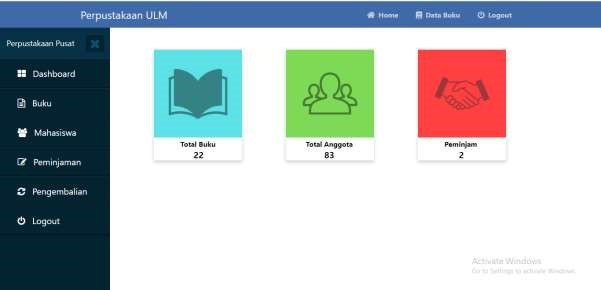 Perpustakaan ULM
Home
Data Buku
Logout
Perpustakaan Pusat
Dashboard
Buku
Mahasiswa
Peminjaman
Pengembalian
Logout
Total Buku
22
Total Anggota
83
Peminjam
2
Activate Windows
Go to Settings to activate Windows.